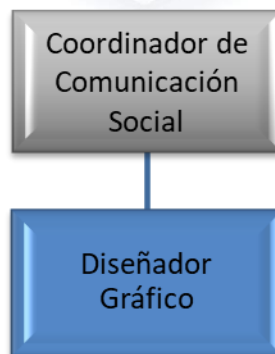 Coordinador de
Comunicación
Social
Diseñador
Gráfico